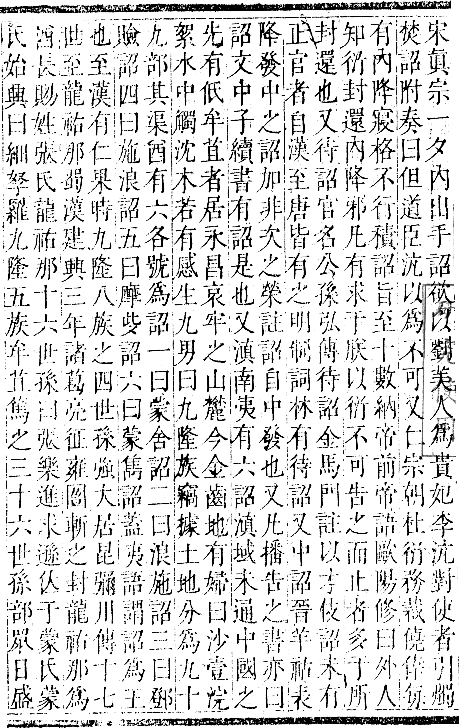 宋眞宗一夕內出手詔欲以劉美人爲貴妃李沆對使者引燭
焚詔附奏曰但道臣沆以爲不可又仁宗朝杜衍務裁僥倖每
有內降寢格不行積詔旨至十數納帝前帝語歐陽修曰外人
知衍封還內降邪凡有求于朕以衍不可告之而止者多于所
封還也又待詔官名公孫弘傳待詔金馬門註以才伎詔未有
正官者自漢至唐皆有之明制詞林有待詔又中詔晉羊祜表
降發中之詔加非次之榮註詔自中發也又凡播告之書亦曰
詔文中子續書有詔是也又滇南夷有六詔滇域未通中國之
先有低牟苴者居永昌哀牢之山麓今金齒地有婦曰沙壹浣
絮水中觸沈木若有感生九男曰九隆族竊據土地分爲九十
九部其渠酋有六各號爲詔一曰蒙舍詔二曰浪施詔三曰鄧
賧詔四曰施浪詔五曰摩些詔六曰蒙雋詔蓋夷語謂詔爲王
也至漢有仁果時九隆八族之四世孫強大居昆彌川傳十七
世至龍祐那蜀漢建興三年諸葛亮征雍闓斬之封龍祐那爲
酋長賜姓張氏龍祐那十六世孫曰張樂進求遜位于蒙氏蒙
氏始興曰細孥羅九隆五族牟苴篤之三十六世孫部眾日盛